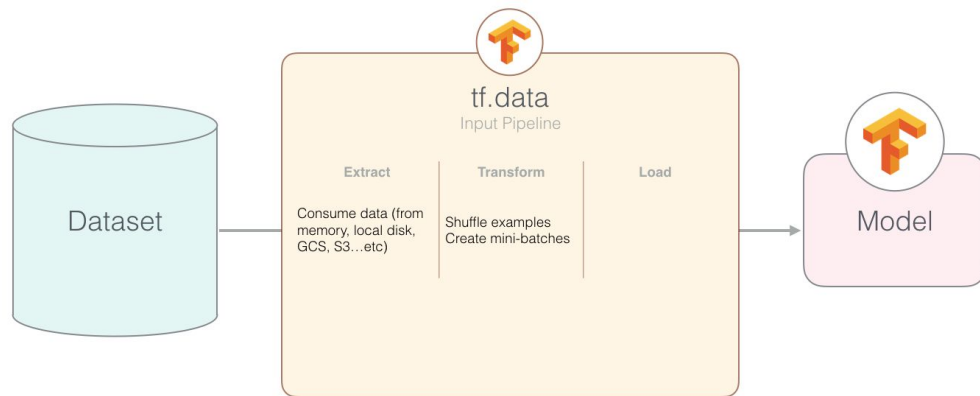 tf.data
Input Pipeline
Dataset
Extract
Transform
Load
Consume data (from
memory, local disk,
GCS, S3...etc)
Shuffle examples
Create mini-batches
Model